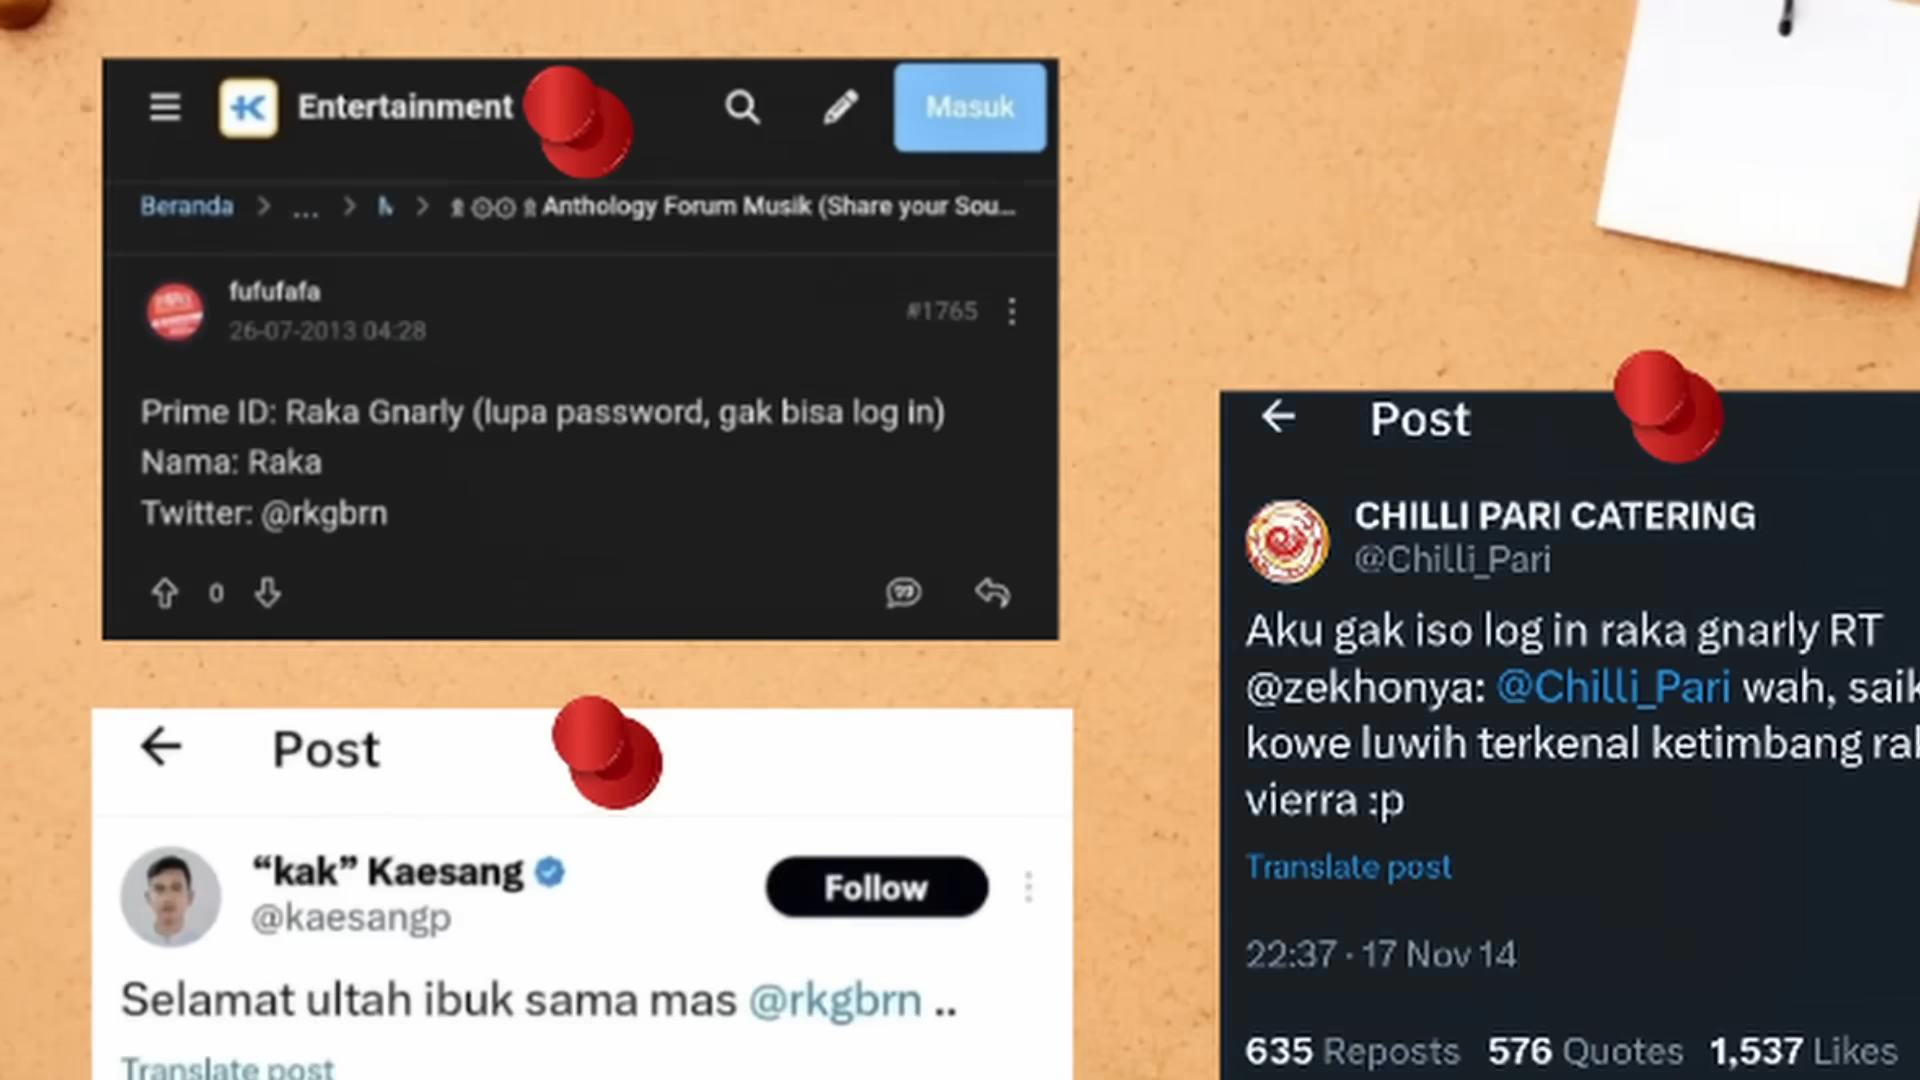 Entertainment
Masuk
Beranda > ... > > Anthology Forum Musik (Share your Sou...
fufufafa
26-07-2013 04:28
#1765
Prime ID: Raka Gnarly (lupa password, gak bisa log in)
Nama: Raka
Twitter: @rkgbrn
0
Post
“kak” Kaesang
@kaesangp
Follow
Selamat ultah ibuk sama mas @rkgbrn ..
Translate post
Post
CHILLI PARI CATERING
@Chilli_Pari
Aku gak iso log in raka gnarly RT
@zekhonya: @Chilli_Pari wah, saik
kowe luwih terkenal ketimbang ra
vierra :p
Translate post
22:37 · 17 Nov 14
635 Reposts 576 Quotes 1,537 Likes